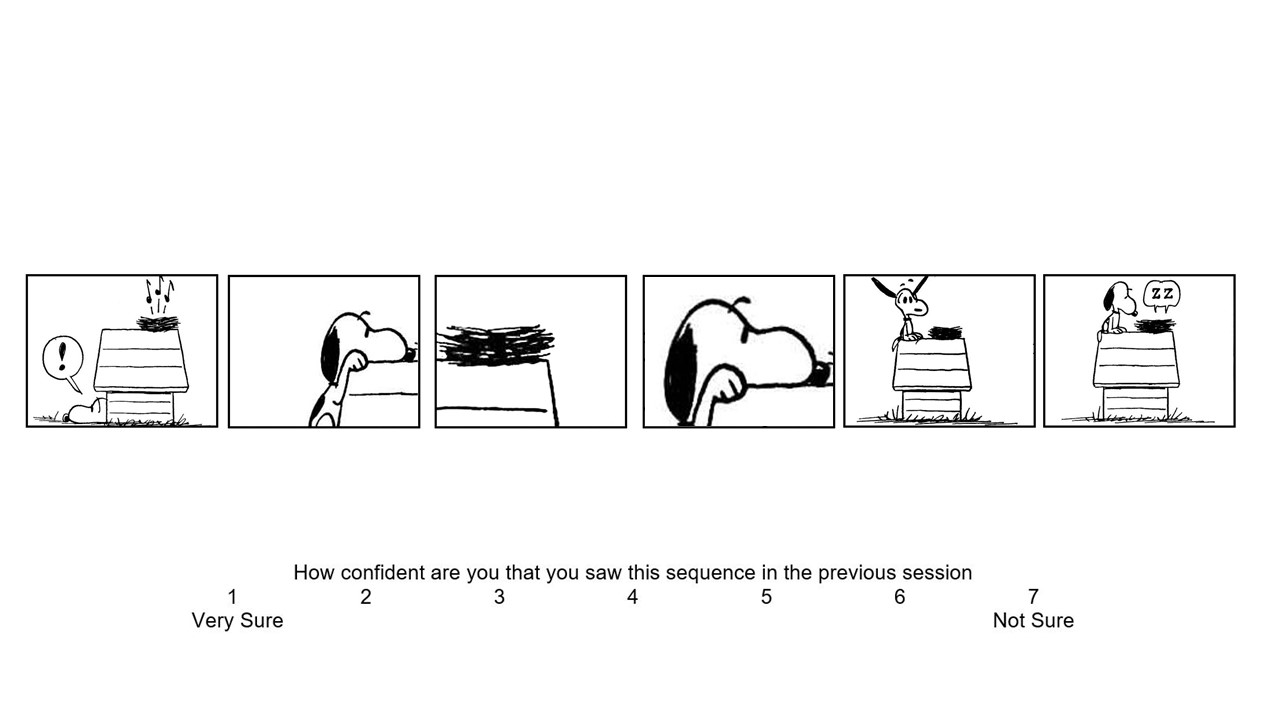 !
ZZ
How confident are you that you saw this sequence in the previous session
1 2 3 4 5 6 7
Very Sure Not Sure